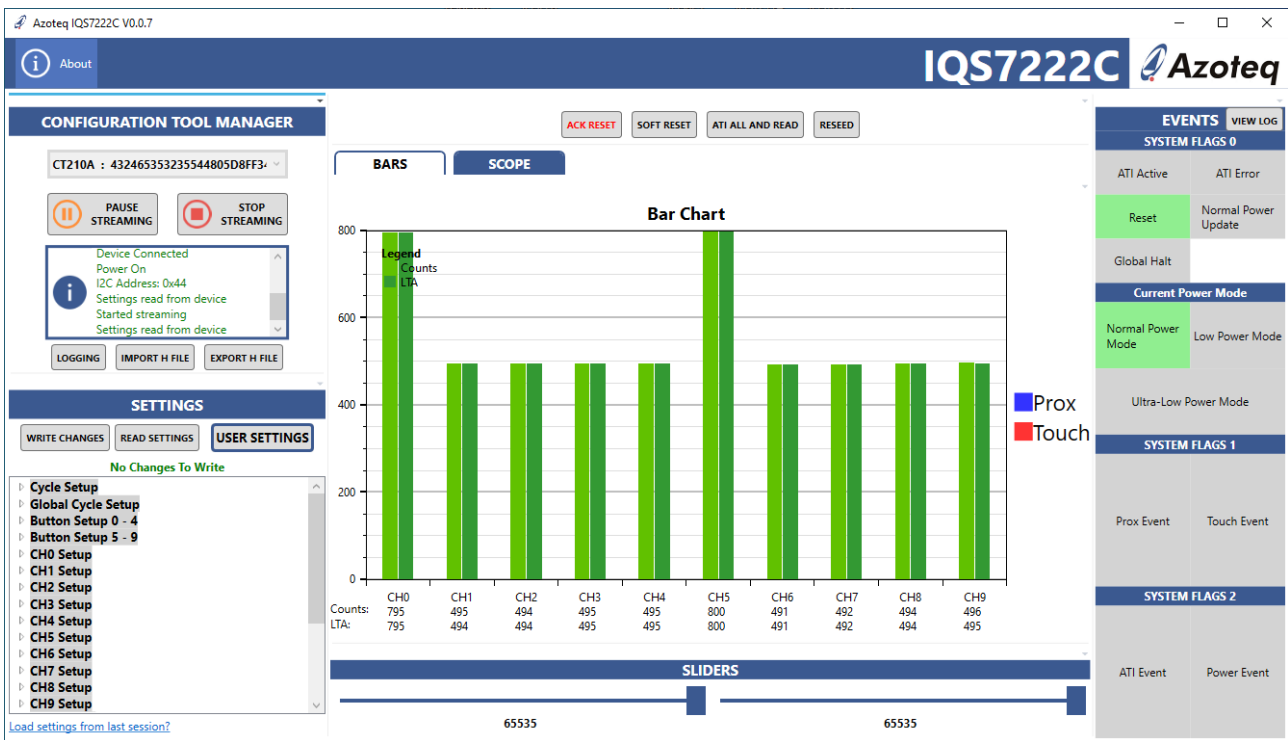 Azoteq IQS7222C V0.0.7
About
IQS7222C
Azoteq
CONFIGURATION TOOL MANAGER
CT210A : 432465353235544805D8FF34
PAUSE STREAMING
STOP STREAMING
Device Connected
Power On
I2C Address: 0x44
Settings read from device
Started streaming
Settings read from device
LOGGING
IMPORT H FILE
EXPORT H FILE
SETTINGS
WRITE CHANGES
READ SETTINGS
USER SETTINGS
No Changes To Write
Cycle Setup
Global Cycle Setup
Button Setup 0 - 4
Button Setup 5 - 9
CH0 Setup
CH1 Setup
CH2 Setup
CH3 Setup
CH4 Setup
CH5 Setup
CH6 Setup
CH7 Setup
CH8 Setup
CH9 Setup
Load settings from last session?
ACK RESET
SOFT RESET
ATI ALL AND READ
RESEED
BARS
SCOPE
Bar Chart
Legend
Counts
LTA
800
600
400
200
0
CH0 CH1 CH2 CH3 CH4 CH5 CH6 CH7 CH8 CH9
Counts: 795 495 494 495 495 800 491 492 494 496
LTA: 795 494 494 495 495 800 491 492 494 495
Prox
Touch
SLIDERS
65535
65535
EVENTS
VIEW LOG
SYSTEM FLAGS 0
ATI Active
ATI Error
Reset
Normal Power
Update
Global Halt
Current Power Mode
Normal Power
Mode
Low Power Mode
Ultra-Low Power Mode
SYSTEM FLAGS 1
Prox Event
Touch Event
SYSTEM FLAGS 2
ATI Event
Power Event